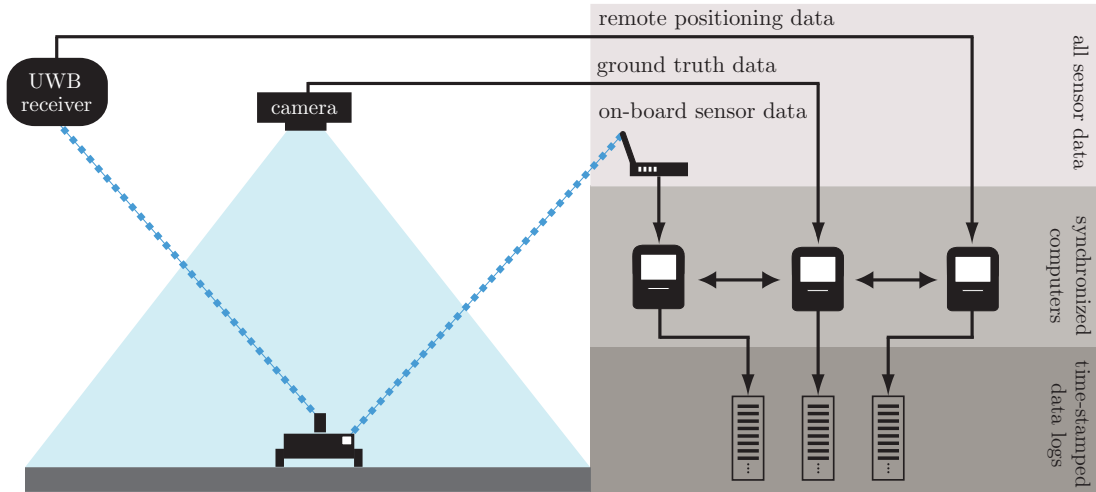 remote positioning data
ground truth data
on-board sensor data
UWB
receiver
camera
all sensor data
synchronized
computers
time-stamped
data logs